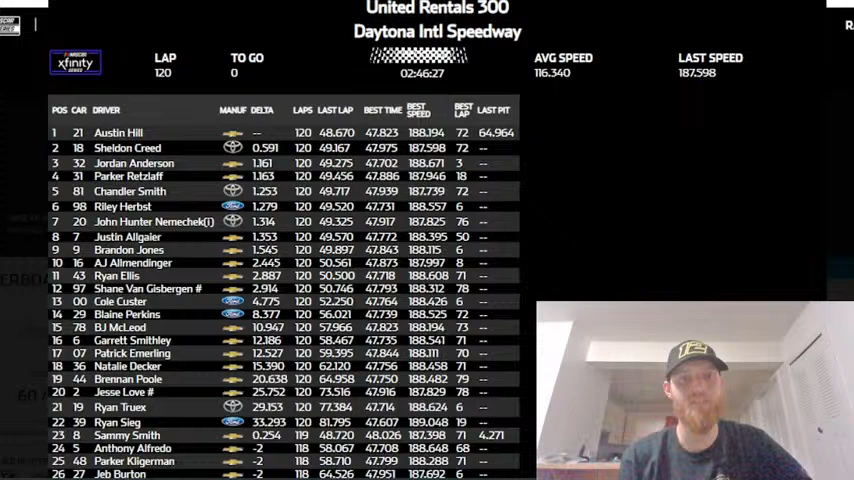 United Rentals 300
Daytona Intl Speedway
xfinity LAP TO GO AVG SPEED LAST SPEED
120 0 02:46:27 116.340 187.598
POS CAR DRIVER MANUF DELTA LAPS LAST LAP BEST TIME BEST SPEED BEST LAP LAST PIT
1 21 Austin Hill -- 120 48.670 47.823 188.194 72 64.964
2 18 Sheldon Creed 0.591 120 49.167 47.975 187.598 72 --
3 32 Jordan Anderson 1.161 120 49.275 47.702 188.671 3 --
4 31 Parker Retzlaff 1.163 120 49.456 47.886 187.946 18 --
5 81 Chandler Smith 1.253 120 49.717 47.939 187.739 72 --
6 98 Riley Herbst Ford 1.279 120 49.520 47.731 188.557 6 --
7 20 John Hunter Nemechek(i) 1.314 120 49.325 47.917 187.825 76 --
8 7 Justin Allgaier 1.353 120 49.570 47.772 188.395 50 --
9 9 Brandon Jones 1.545 120 49.897 47.843 188.115 6 --
10 16 AJ Allmendinger 2.445 120 50.561 47.873 187.997 8 --
11 43 Ryan Ellis 2.887 120 50.500 47.718 188.608 71 --
12 97 Shane Van Gisbergen # 2.914 120 50.746 47.793 188.312 78 --
13 00 Cole Custer Ford 4.775 120 52.250 47.764 188.426 6 --
14 29 Blaine Perkins Ford 8.377 120 56.021 47.739 188.525 72 --
15 78 BJ McLeod 10.947 120 57.966 47.823 188.194 73 --
16 6 Garrett Smithley 12.186 120 58.467 47.735 188.541 71 --
17 07 Patrick Emerling 12.527 120 59.395 47.844 188.111 70 --
18 36 Natalie Decker 15.390 120 62.120 47.756 188.458 71 --
19 44 Brennan Poole 20.638 120 64.958 47.750 188.482 79 --
20 2 Jesse Love # 25.752 120 73.516 47.916 187.829 78 --
21 19 Ryan Truex 29.153 120 77.384 47.714 188.624 6 --
22 39 Ryan Sieg Ford 33.293 120 81.795 47.607 189.048 19 --
23 8 Sammy Smith 0.254 119 48.720 48.026 187.398 71 4.271
24 5 Anthony Alfredo -2 118 58.067 47.708 188.648 68 --
25 48 Parker Kligerman -2 118 58.710 47.799 188.288 71 --
26 27 Jeb Burton -2 118 64.526 47.951 187.692 6 --